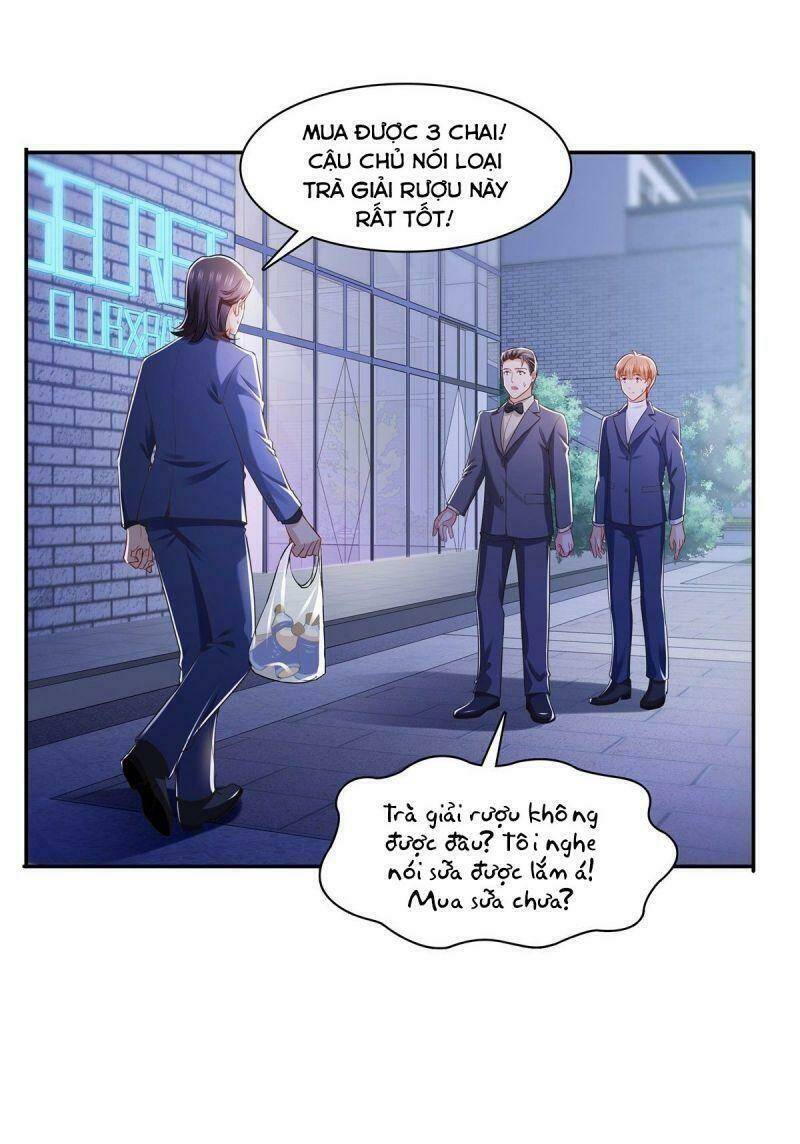 MUA ĐƯỢC 3 CHAI!
CẬU CHỦ NÓI LOẠI
TRÀ GIẢI RƯỢU NÀY
RẤT TỐT!
SECRET
Trà giải rượu không
được đâu? Tôi nghe
nói sữa được lắm á!
Mua sữa chưa?